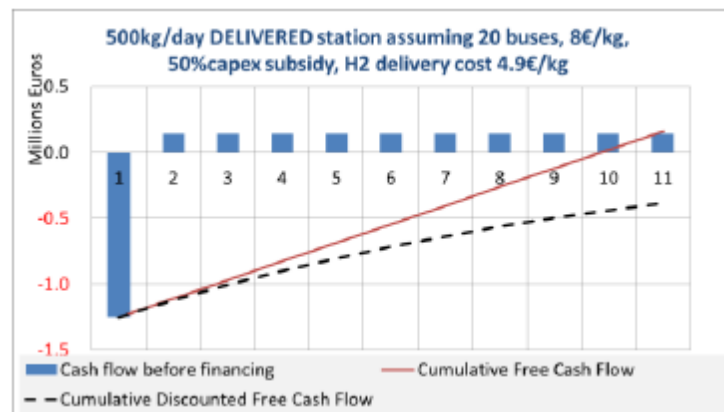 500kg/day DELIVERED station assuming 20 buses, 8€/kg,
50%capex subsidy, H2 delivery cost 4.9€/kg
Millions Euros
0.5
0.0
1 2 3 4 5 6 7 8 9 10 11
-0.5
-1.0
-1.5
Cash flow before financing
Cumulative Free Cash Flow
Cumulative Discounted Free Cash Flow